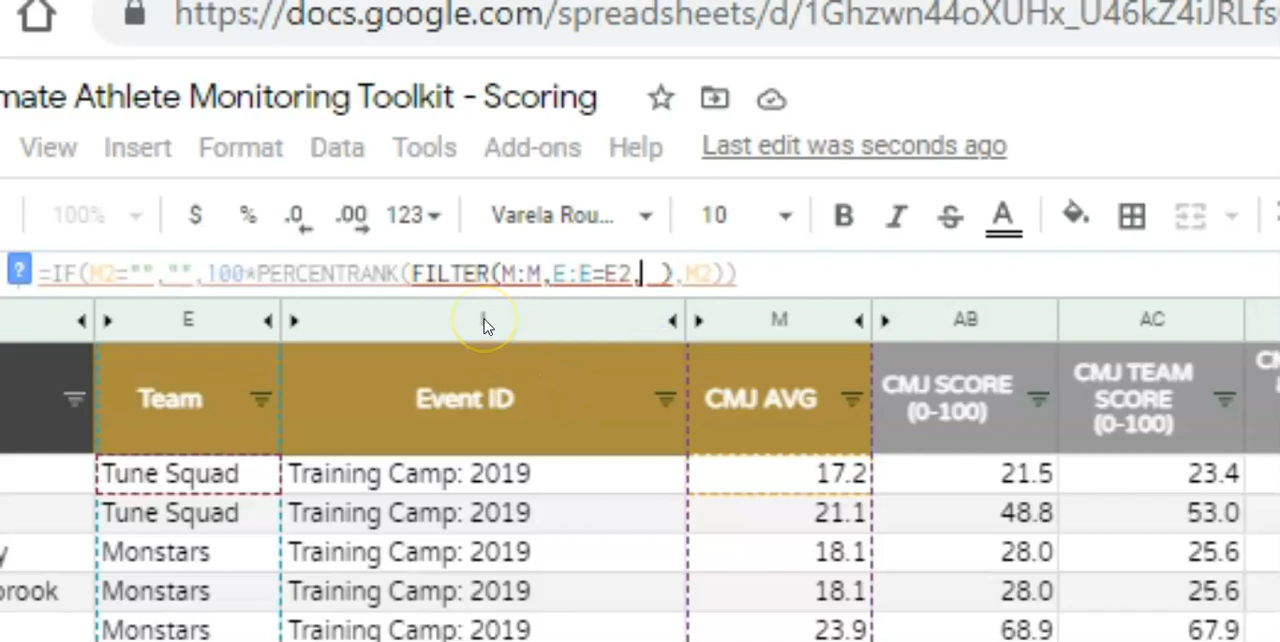 https://docs.google.com/spreadsheets/d/1Ghzwn44oXUHx_U46kZ4iJRLfs
mate Athlete Monitoring Toolkit - Scoring
View Insert Format Data Tools Add-ons Help Last edit was seconds ago
100% $ % .0 .00 123 Varela Rou... 10 B I S A
? =IF(M2="","",100*PERCENTRANK(FILTER(M:M,E:E=E2, ),M2))
E M AB AC
Team Event ID CMJ AVG CMJ SCORE (0-100) CMJ TEAM SCORE (0-100) CM
Tune Squad Training Camp: 2019 17.2 21.5 23.4
Tune Squad Training Camp: 2019 21.1 48.8 53.0
y Monstars Training Camp: 2019 18.1 28.0 25.6
brook Monstars Training Camp: 2019 18.1 28.0 25.6
Monstars Training Camp: 2019 23.9 68.9 67.9